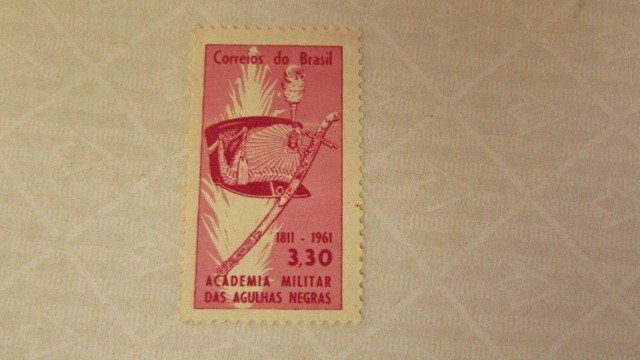 Correios do Brasil
1811 - 1961
3,30
ACADEMIA MILITAR
DAS AGULHAS NEGRAS